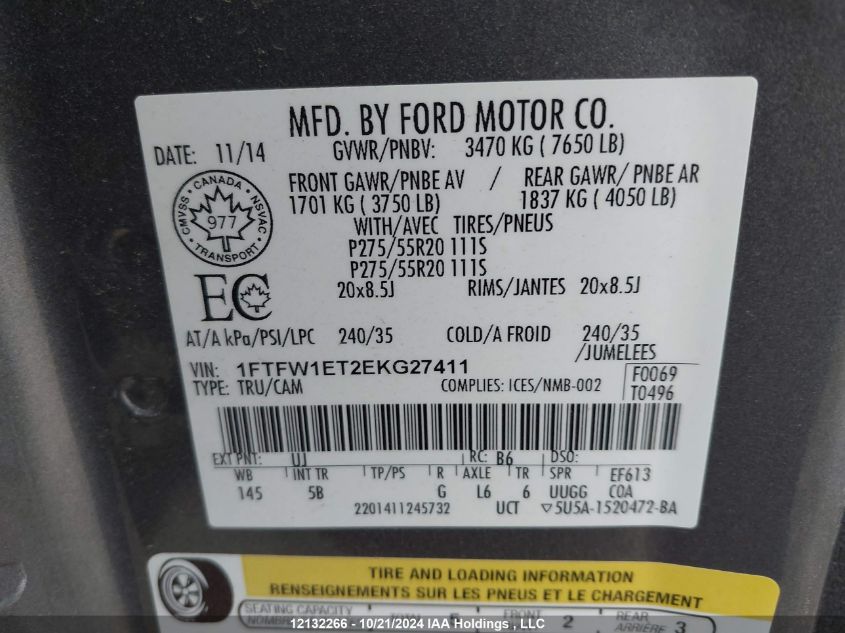 MFD. BY FORD MOTOR CO.
DATE: 11/14 GVWR/PNBV: 3470 KG ( 7650 LB)
FRONT GAWR/PNBE AV / REAR GAWR/ PNBE AR
1701 KG ( 3750 LB) 1837 KG ( 4050 LB)
CANADA
CMVSS NSVAC
977
TRANSPORT
WITH/AVEC TIRES/PNEUS
P275/55R20 111S
P275/55R20 111S
EC
20x8.5J RIMS/JANTES 20x8.5J
AT/A kPa/PSI/LPC 240/35 COLD/A FROID 240/35
/JUMELEES
VIN: 1FTFW1ET2EKG27411
TYPE: TRU/CAM COMPLIES: ICES/NMB-002
F0069
T0496
EXT PNT: UJ RC: B6 DSO:
WB INT TR TP/PS R AXLE TR SPR EF613
145 5B G L6 6 UUGG COA
2201411245732 UCT ▽5U5A-1520472-BA
TIRE AND LOADING INFORMATION
RENSEIGNEMENTS SUR LES PNEUS ET LE CHARGEMENT
SEATING CAPACITY
TOTAL 5 FRONT 2 REAR
ARRIÈRE 3
12132266 - 10/21/2024 IAA Holdings, LLC